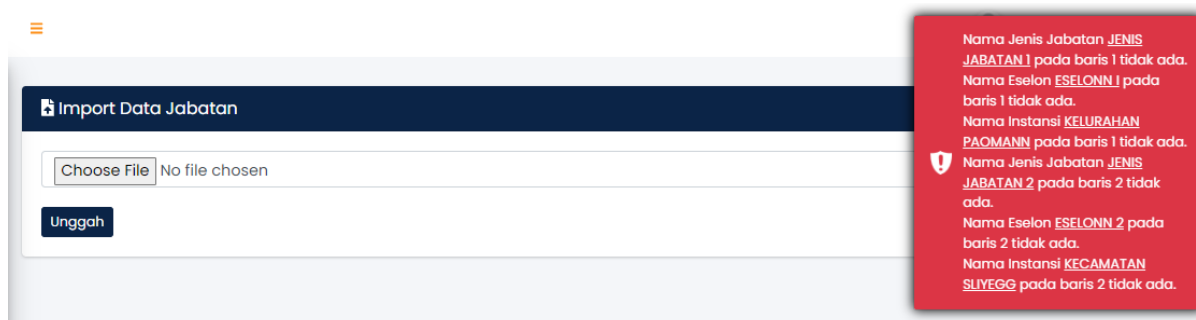 Import Data Jabatan
Choose File No file chosen
Unggah
Nama Jenis Jabatan JENIS
JABATAN 1 pada baris 1 tidak ada.
Nama Eselon ESELONN I pada
baris 1 tidak ada.
Nama Instansi KELURAHAN
PAOMANN pada baris 1 tidak ada.
Nama Jenis Jabatan JENIS
JABATAN 2 pada baris 2 tidak
ada.
Nama Eselon ESELONN 2 pada
baris 2 tidak ada.
Nama Instansi KECAMATAN
SLIYEGG pada baris 2 tidak ada.